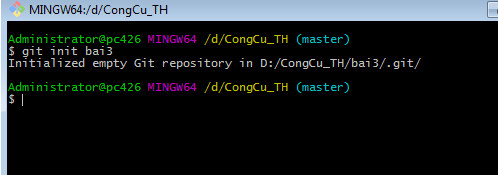 MINGW64:/d/CongCu_TH
Administrator@pc426 MINGW64 /d/CongCu_TH (master)
$ git init bai3
Initialized empty Git repository in D:/CongCu_TH/bai3/.git/
Administrator@pc426 MINGW64 /d/CongCu_TH (master)
$